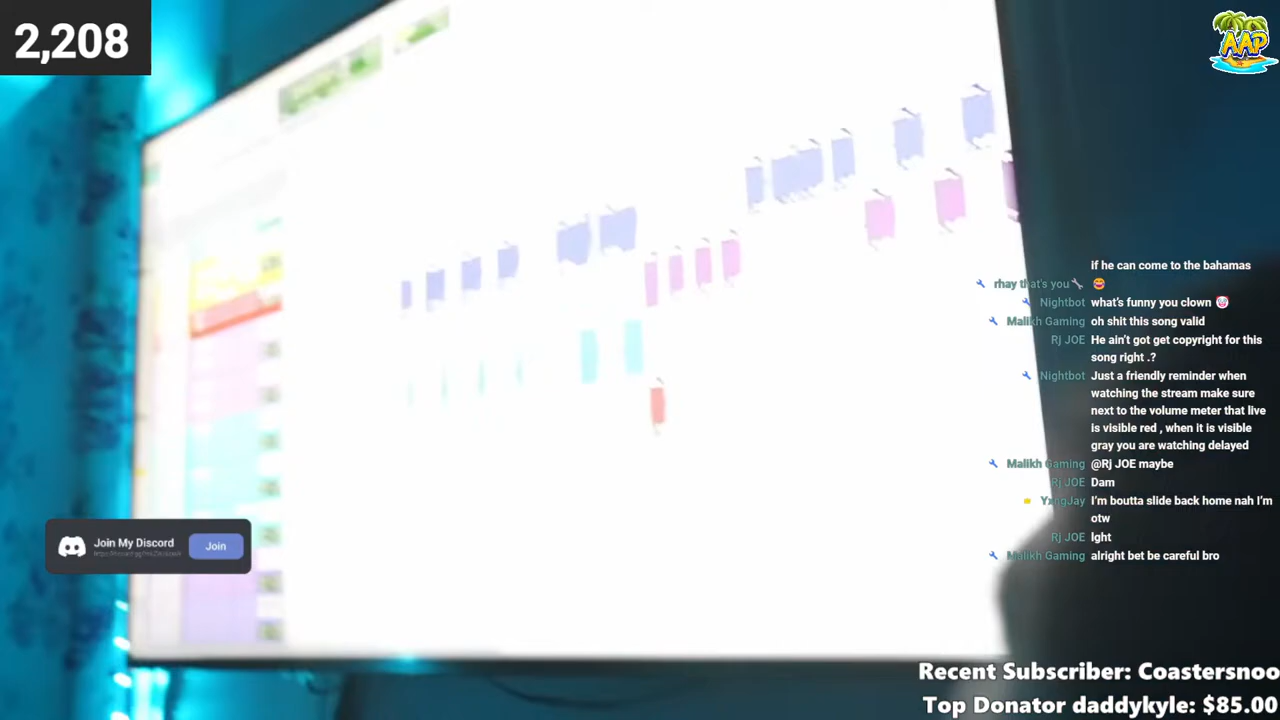 2,208
AAP
if he can come to the bahamas
rhay that's you🔧 😂
Nightbot what's funny you clown 🤡
Malikh Gaming oh shit this song valid
Rj JOE He ain't got get copyright for this
song right .?
Nightbot Just a friendly reminder when
watching the stream make sure
next to the volume meter that live
is visible red , when it is visible
gray you are watching delayed
Malikh Gaming @Rj JOE maybe
Rj JOE Dam
YxngJay I'm boutta slide back home nah I'm
otw
Rj JOE Ight
Malikh Gaming alright bet be careful bro
Join My Discord
Join
Recent Subscriber: Coastersnoo
Top Donator daddykyle: $85.00